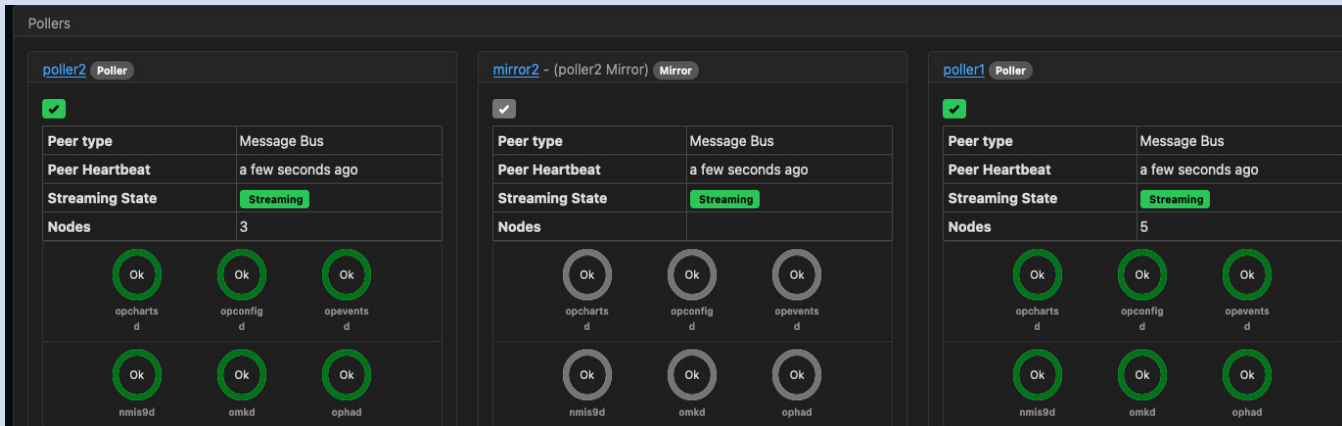 Pollers
poller2 Poller
Peer type Message Bus
Peer Heartbeat a few seconds ago
Streaming State Streaming
Nodes 3
Ok Ok Ok
opcharts opconfig opevents
d d d
Ok Ok Ok
nmis9d omkd ophad
mirror2 - (poller2 Mirror) Mirror
Peer type Message Bus
Peer Heartbeat a few seconds ago
Streaming State Streaming
Nodes
Ok Ok Ok
opcharts opconfig opevents
d d d
Ok Ok Ok
nmis9d omkd ophad
poller1 Poller
Peer type Message Bus
Peer Heartbeat a few seconds ago
Streaming State Streaming
Nodes 5
Ok Ok Ok
opcharts opconfig opevents
d d d
Ok Ok Ok
nmis9d omkd ophad